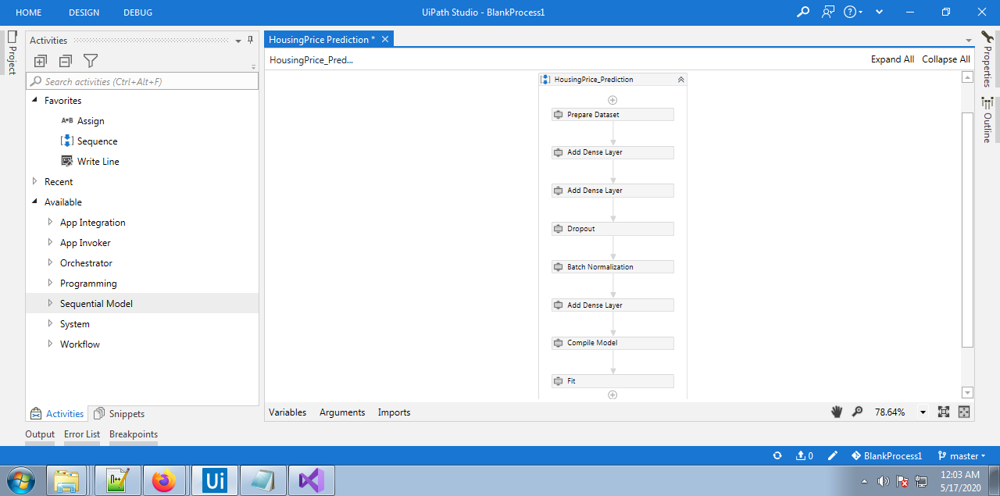 HOME DESIGN DEBUG UiPath Studio - BlankProcess1
Project
Activities
Search activities (Ctrl+Alt+F)
Favorites
A+B Assign
Sequence
Write Line
Recent
Available
App Integration
App Invoker
Orchestrator
Programming
Sequential Model
System
Workflow
Activities Snippets
Output Error List Breakpoints
HousingPrice Prediction *
HousingPrice_Pred... Expand All Collapse All
HousingPrice_Prediction
Prepare Dataset
Add Dense Layer
Add Dense Layer
Dropout
Batch Normalization
Add Dense Layer
Compile Model
Fit
Variables Arguments Imports 78.64%
Properties
Outline
0 BlankProcess1 master
N++ Ui
12:03 AM
5/17/2020